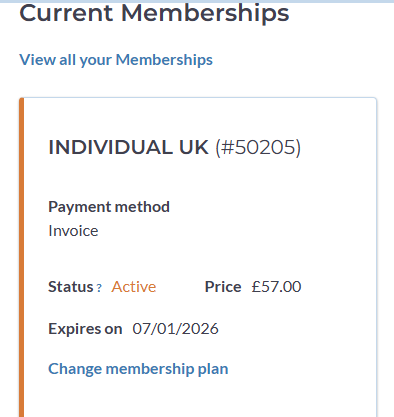 Current Memberships
View all your Memberships
INDIVIDUAL UK (#50205)
Payment method
Invoice
Status ? Active Price £57.00
Expires on 07/01/2026
Change membership plan